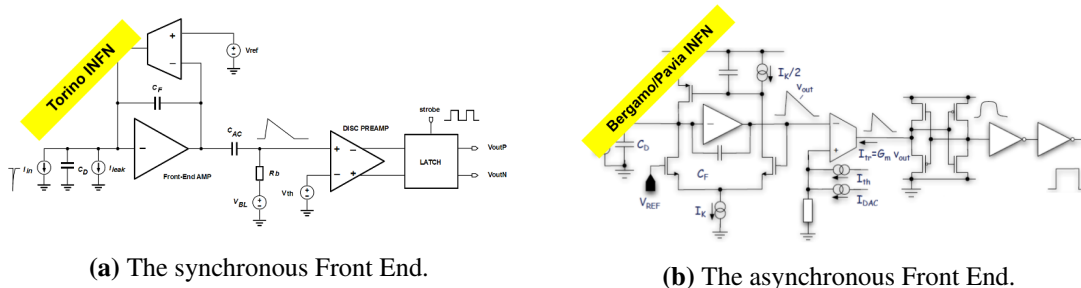 Torino INFN
Vref
CF
strobe
CAC
DISC PREAMP
LATCH
VoutP
VoutN
Iin
CD
Ileak
Front-End AMP
Rb
Vth
VBL
(a) The synchronous Front End.
Bergamo/Pavia INFN
IK/2
Vout
CD
CF
VREF
IK
Itr=Gm Vout
Ith
IDAC
(b) The asynchronous Front End.